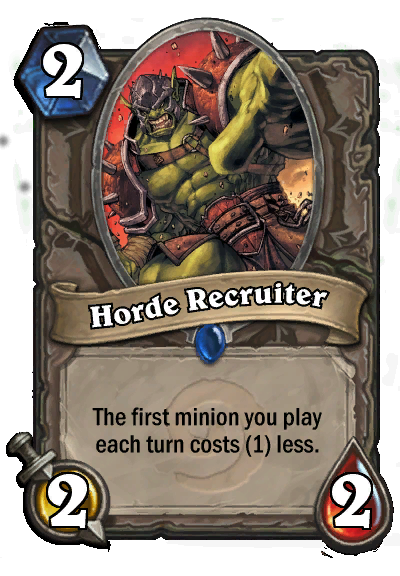 2
Horde Recruiter
The first minion you play
each turn costs (1) less.
2
2